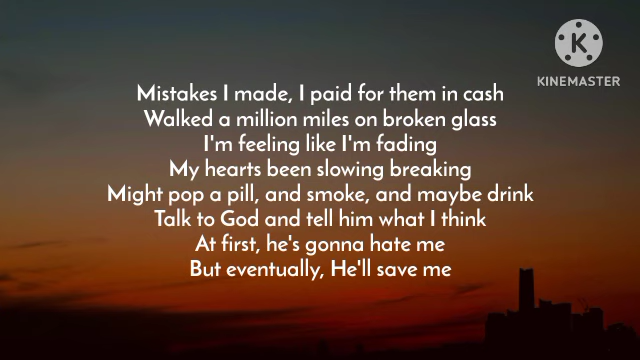 KINEMASTER
Mistakes I made, I paid for them in cash
Walked a million miles on broken glass
I'm feeling like I'm fading
My hearts been slowing breaking
Might pop a pill, and smoke, and maybe drink
Talk to God and tell him what I think
At first, he's gonna hate me
But eventually, He'll save me